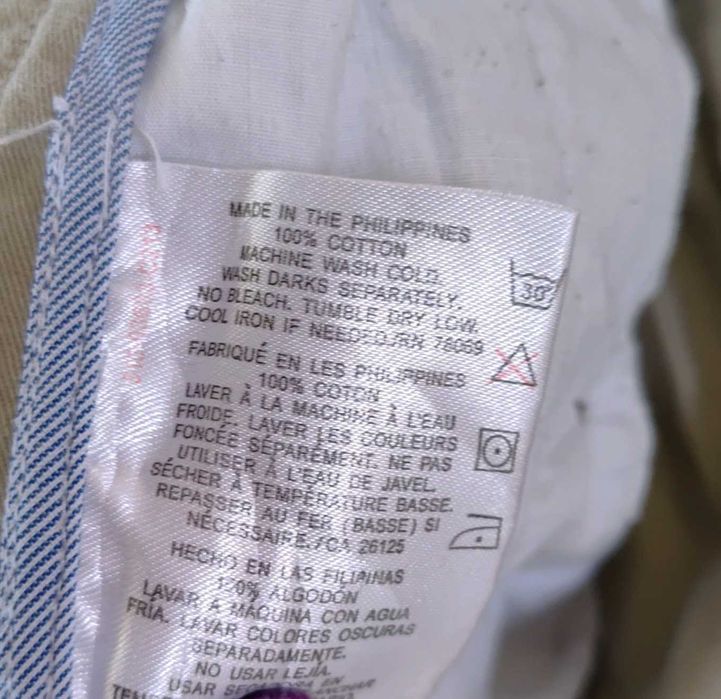 MADE IN THE PHILIPPINES
100% COTTON
MACHINE WASH COLD.
WASH DARKS SEPARATELY.
NO BLEACH. TUMBLE DRY LOW.
COOL IRON IF NEEDED./RN 78069
30
FABRIQUÉ EN LES PHILIPPINES
100% COTON
LAVER À LA MACHINE À L'EAU
FROIDE. LAVER LES COULEURS
FONCÉE SÉPARÉMENT. NE PAS
UTILISER À L'EAU DE JAVEL.
SÉCHER À TEMPÉRATURE BASSE.
REPASSER AU FER (BASSE) SI
NÉCESSAIRE./CA 26125
HECHO EN LAS FILIPINAS
100% ALGODÓN
LAVAR A MÁQUINA CON AGUA
FRIA. LAVAR COLORES OSCURAS
SEPARADAMENTE.
NO USAR LEJÍA.
USAR